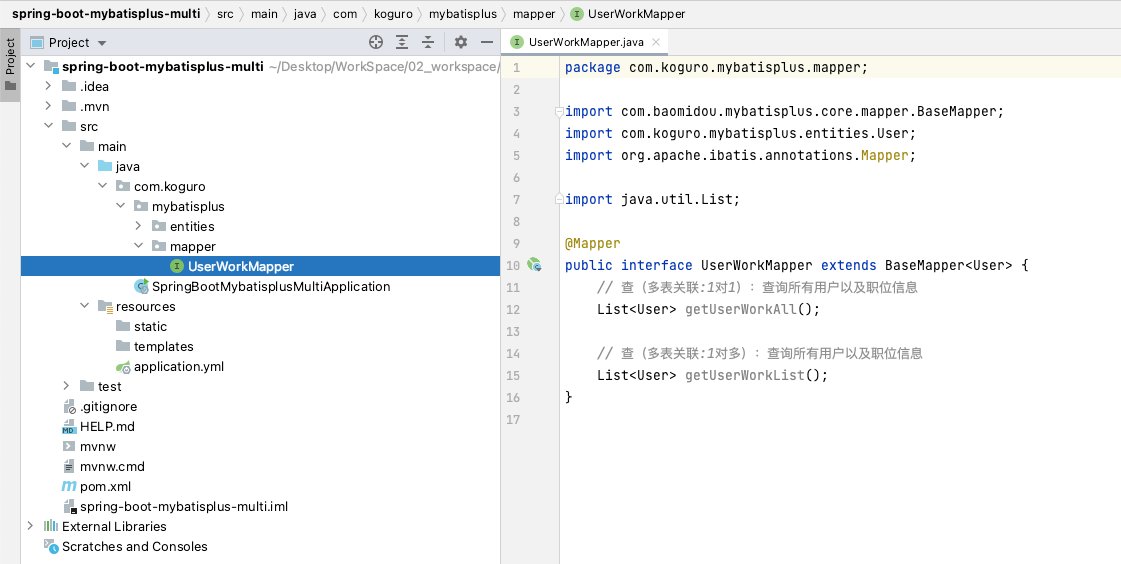 spring-boot-mybatisplus-multi 〉 src 〉 main 〉 java 〉 com 〉 koguro 〉 mybatisplus 〉 mapper 〉 I UserWorkMapper
Project
Project
spring-boot-mybatisplus-multi ~/Desktop/WorkSpace/02_workspace/
.idea
.mvn
src
main
java
com.koguro
mybatisplus
entities
mapper
I UserWorkMapper
SpringBootMybatisplusMultiApplication
resources
static
templates
application.yml
test
.gitignore
HELP.md
mvnw
mvnw.cmd
pom.xml
spring-boot-mybatisplus-multi.iml
External Libraries
Scratches and Consoles
I UserWorkMapper.java ×
1 package com.koguro.mybatisplus.mapper;
2
3 import com.baomidou.mybatisplus.core.mapper.BaseMapper;
4 import com.koguro.mybatisplus.entities.User;
5 import org.apache.ibatis.annotations.Mapper;
6
7 import java.util.List;
8
9 @Mapper
10 public interface UserWorkMapper extends BaseMapper<User> {
11 // 查（多表关联:1对1）：查询所有用户以及职位信息
12 List<User> getUserWorkAll();
13
14 // 查（多表关联:1对多）：查询所有用户以及职位信息
15 List<User> getUserWorkList();
16 }
17